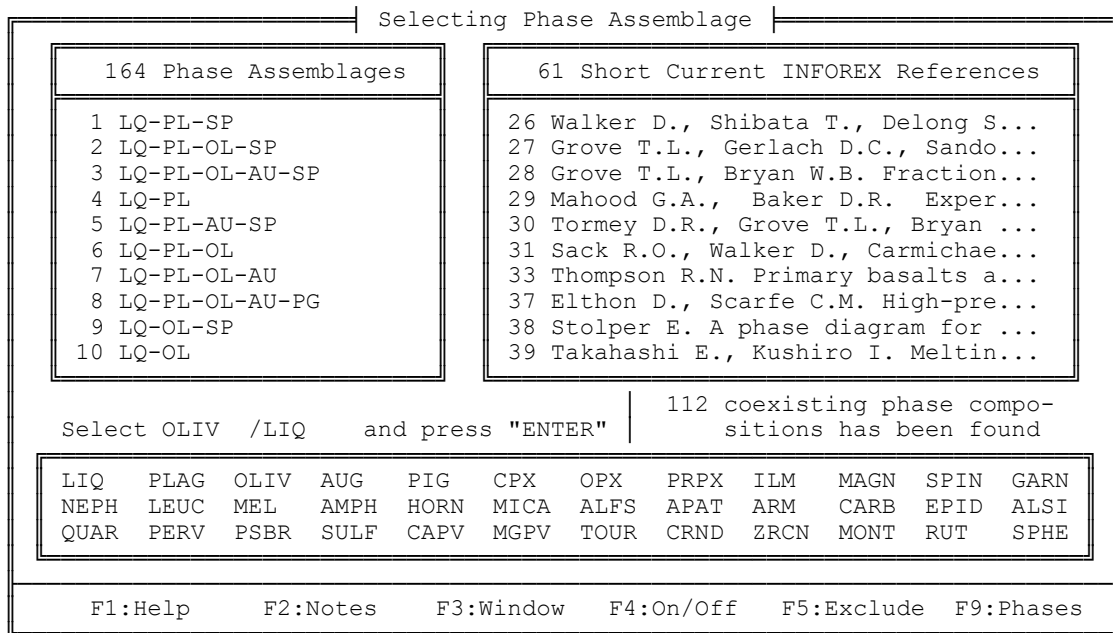 Selecting Phase Assemblage
164 Phase Assemblages
1 LQ-PL-SP
2 LQ-PL-OL-SP
3 LQ-PL-OL-AU-SP
4 LQ-PL
5 LQ-PL-AU-SP
6 LQ-PL-OL
7 LQ-PL-OL-AU
8 LQ-PL-OL-AU-PG
9 LQ-OL-SP
10 LQ-OL
61 Short Current INFOREX References
26 Walker D., Shibata T., Delong S...
27 Grove T.L., Gerlach D.C., Sando...
28 Grove T.L., Bryan W.B. Fraction...
29 Mahood G.A., Baker D.R. Exper...
30 Tormey D.R., Grove T.L., Bryan ...
31 Sack R.O., Walker D., Carmichae...
33 Thompson R.N. Primary basalts a...
37 Elthon D., Scarfe C.M. High-pre...
38 Stolper E. A phase diagram for ...
39 Takahashi E., Kushiro I. Meltin...
Select OLIV /LIQ and press "ENTER"
112 coexisting phase compo-
sitions has been found
LIQ PLAG OLIV AUG PIG CPX OPX PRPX ILM MAGN SPIN GARN
NEPH LEUC MEL AMPH HORN MICA ALFS APAT ARM CARB EPID ALSI
QUAR PERV PSBR SULF CAPV MGPV TOUR CRND ZRCN MONT RUT SPHE
F1:Help F2:Notes F3:Window F4:On/Off F5:Exclude F9:Phases